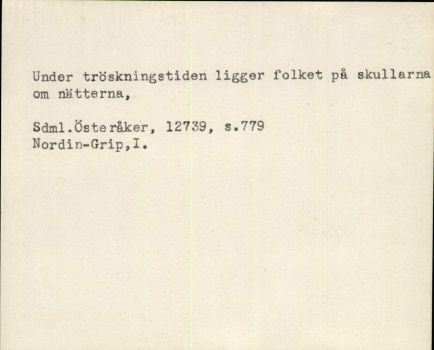 Under tröskningstiden ligger folket på skullarna
om nätterna,
Sdml.Österåker, 12739, s.779
Nordin-Grip,I.